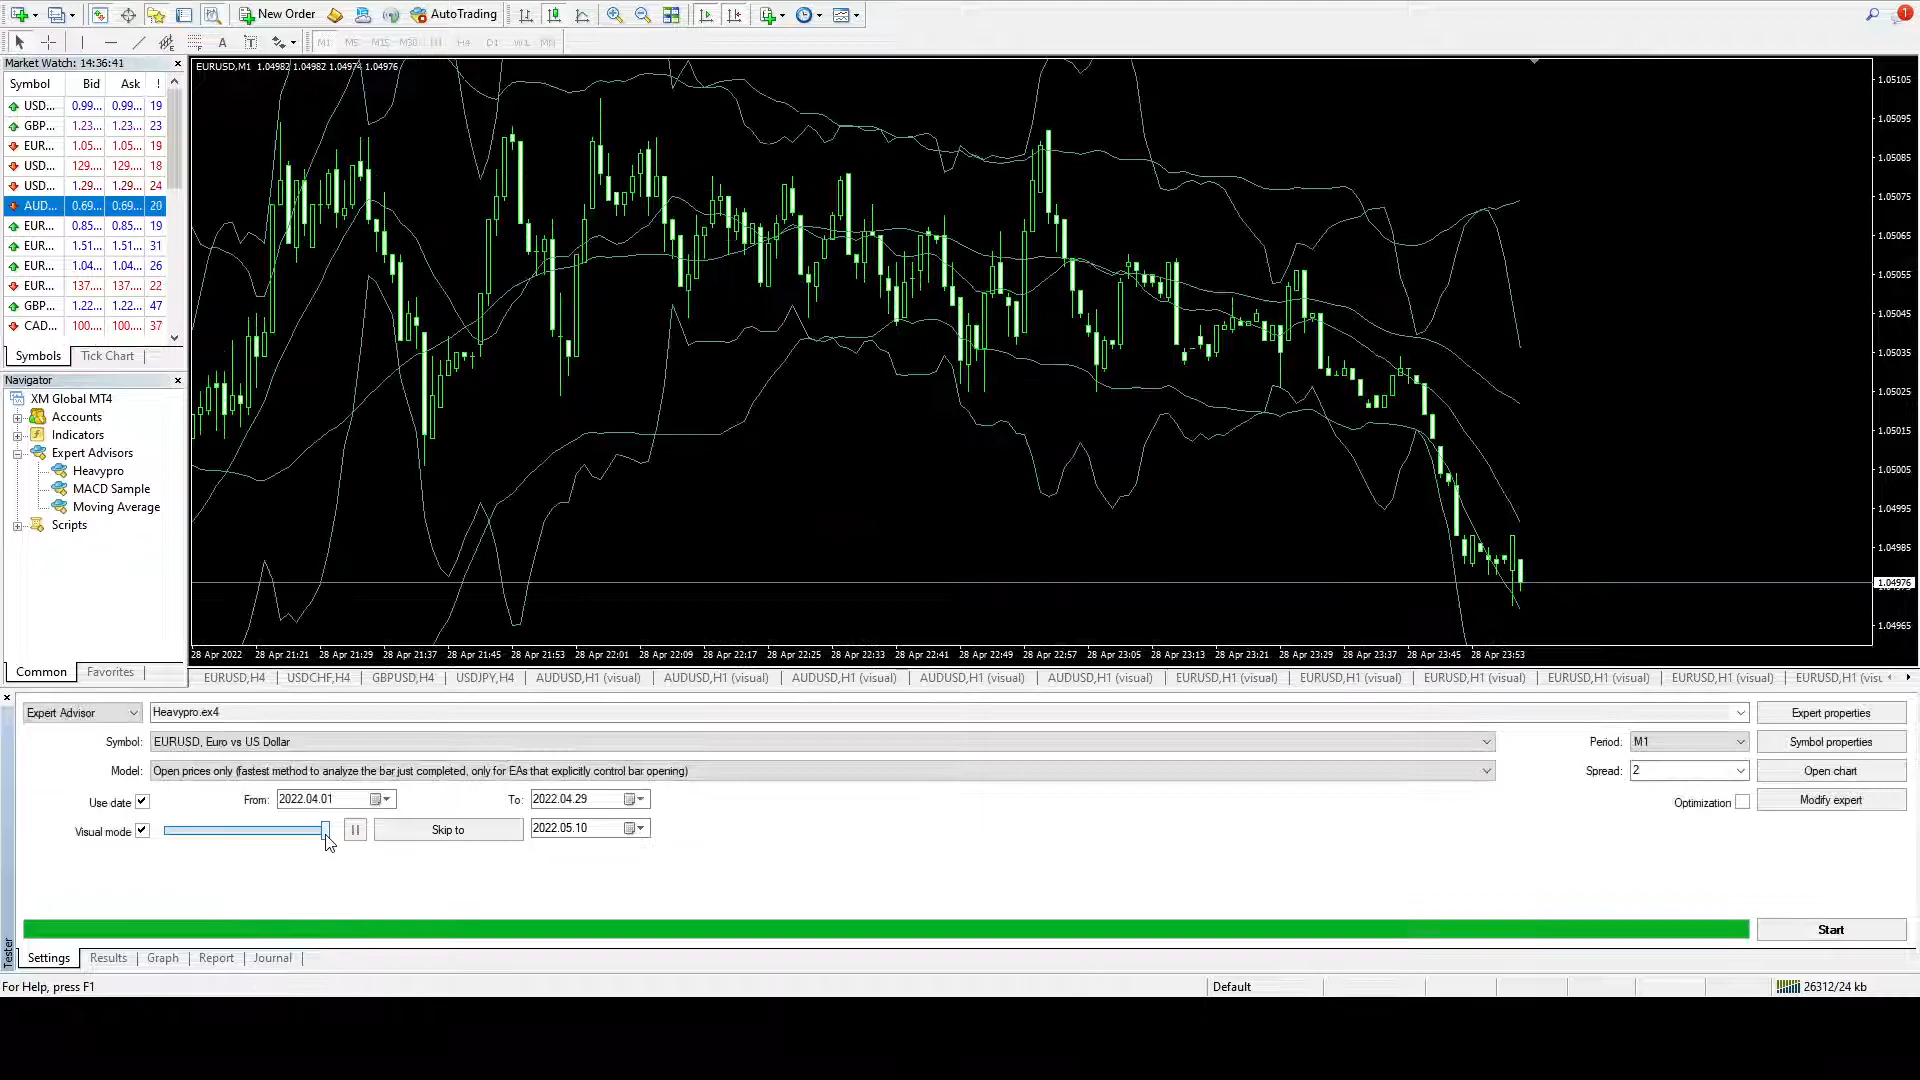 New Order
AutoTrading
1
M1 M5 M15 M30 H4 D1 W1 MN
Market Watch: 14:36:41
Symbol Bid Ask !
USD... 0.99... 0.99... 19
GBP... 1.23... 1.23... 23
EUR... 1.05... 1.05... 19
USD... 129.... 129.... 18
USD... 1.29... 1.29... 24
AUD... 0.69... 0.69... 20
EUR... 0.85... 0.85... 19
EUR... 1.51... 1.51... 31
EUR... 1.04... 1.04... 26
EUR... 137.... 137.... 22
GBP... 1.22... 1.22... 47
CAD... 100.... 100.... 37
Symbols Tick Chart
Navigator
XM Global MT4
Accounts
Indicators
Expert Advisors
Heavypro
MACD Sample
Moving Average
Scripts
Common Favorites
EURUSD,M1 1.04982 1.04982 1.04974 1.04976
1.05105
1.05095
1.05085
1.05075
1.05065
1.05055
1.05045
1.05035
1.05025
1.05015
1.05005
1.04995
1.04985
1.04976
1.04965
28 Apr 2022 28 Apr 21:21 28 Apr 21:29 28 Apr 21:37 28 Apr 21:45 28 Apr 21:53 28 Apr 22:01 28 Apr 22:09 28 Apr 22:17 28 Apr 22:25 28 Apr 22:33 28 Apr 22:41 28 Apr 22:49 28 Apr 22:57 28 Apr 23:05 28 Apr 23:13 28 Apr 23:21 28 Apr 23:29 28 Apr 23:37 28 Apr 23:45 28 Apr 23:53
EURUSD,H4 USDCHF,H4 GBPUSD,H4 USDJPY,H4 AUDUSD,H1 (visual) AUDUSD,H1 (visual) AUDUSD,H1 (visual) AUDUSD,H1 (visual) AUDUSD,H1 (visual) EURUSD,H1 (visual) EURUSD,H1 (visual) EURUSD,H1 (visual) EURUSD,H1 (visual) EURUSD,H1 (visual) EURUSD,H1 (visu
Expert Advisor Heavypro.ex4 Expert properties
Symbol: EURUSD, Euro vs US Dollar Period: M1 Symbol properties
Model: Open prices only (fastest method to analyze the bar just completed, only for EAs that explicitly control bar opening) Spread: 2 Open chart
Use date From: 2022.04.01 To: 2022.04.29 Optimization Modify expert
Visual mode Skip to 2022.05.10
Start
Tester
Settings Results Graph Report Journal
For Help, press F1 Default 26312/24 kb